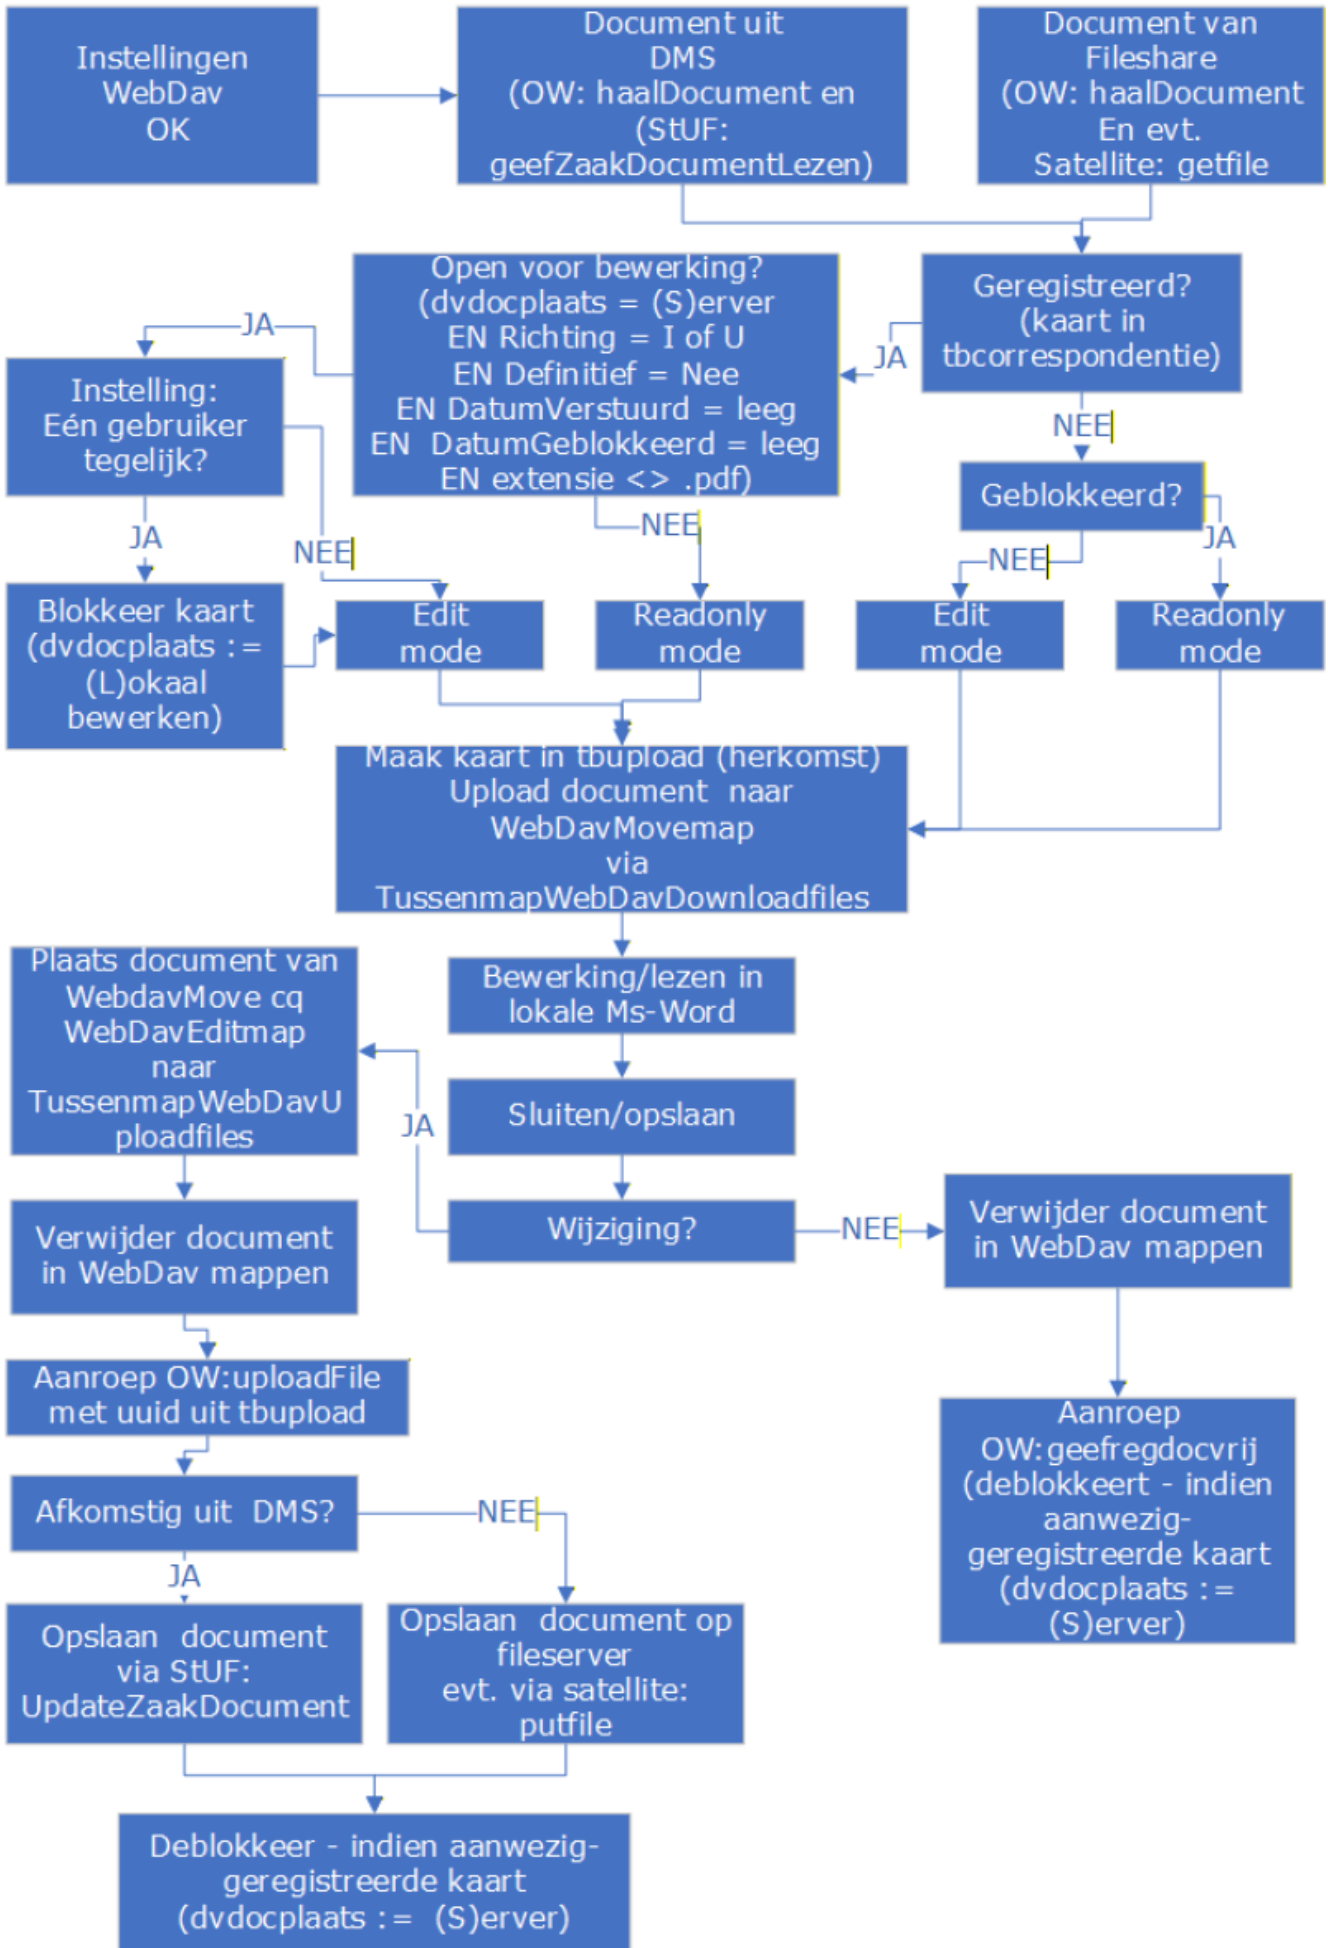 Instellingen
WebDav
OK
Document uit
DMS
(OW: haalDocument en
(StUF:
geefZaakDocumentLezen)
Document van
Fileshare
(OW: haalDocument
En evt.
Satellite: getfile
Geregistreerd?
(kaart in
tbcorrespondentie)
JA
NEE
Open voor bewerking?
(dvdocplaats = (S)erver
EN Richting = I of U
EN Definitief = Nee
EN DatumVerstuurd = leeg
EN  DatumGeblokkeerd = leeg
EN extensie <> .pdf)
JA
NEE
Instelling:
Eén gebruiker
tegelijk?
JA
NEE
Geblokkeerd?
NEE
JA
Blokkeer kaart
(dvdocplaats :=
(L)okaal
bewerken)
Edit
mode
Readonly
mode
Edit
mode
Readonly
mode
Maak kaart in tbupload (herkomst)
Upload document  naar
WebDavMovemap
via
TussenmapWebDavDownloadfiles
Bewerking/lezen in
lokale Ms-Word
Sluiten/opslaan
Wijziging?
JA
NEE
Plaats document van
WebdavMove cq
WebDavEditmap
naar
TussenmapWebDavU
ploadfiles
Verwijder document
in WebDav mappen
Verwijder document
in WebDav mappen
Aanroep OW:uploadFile
met uuid uit tbupload
Aanroep
OW:geefregdocvrij
(deblokkeert - indien
aanwezig-
geregistreerde kaart
(dvdocplaats :=
(S)erver)
Afkomstig uit  DMS?
NEE
JA
Opslaan  document
via StUF:
UpdateZaakDocument
Opslaan  document op
fileserver
evt. via satellite:
putfile
Deblokkeer - indien aanwezig-
geregistreerde kaart
(dvdocplaats :=  (S)erver)